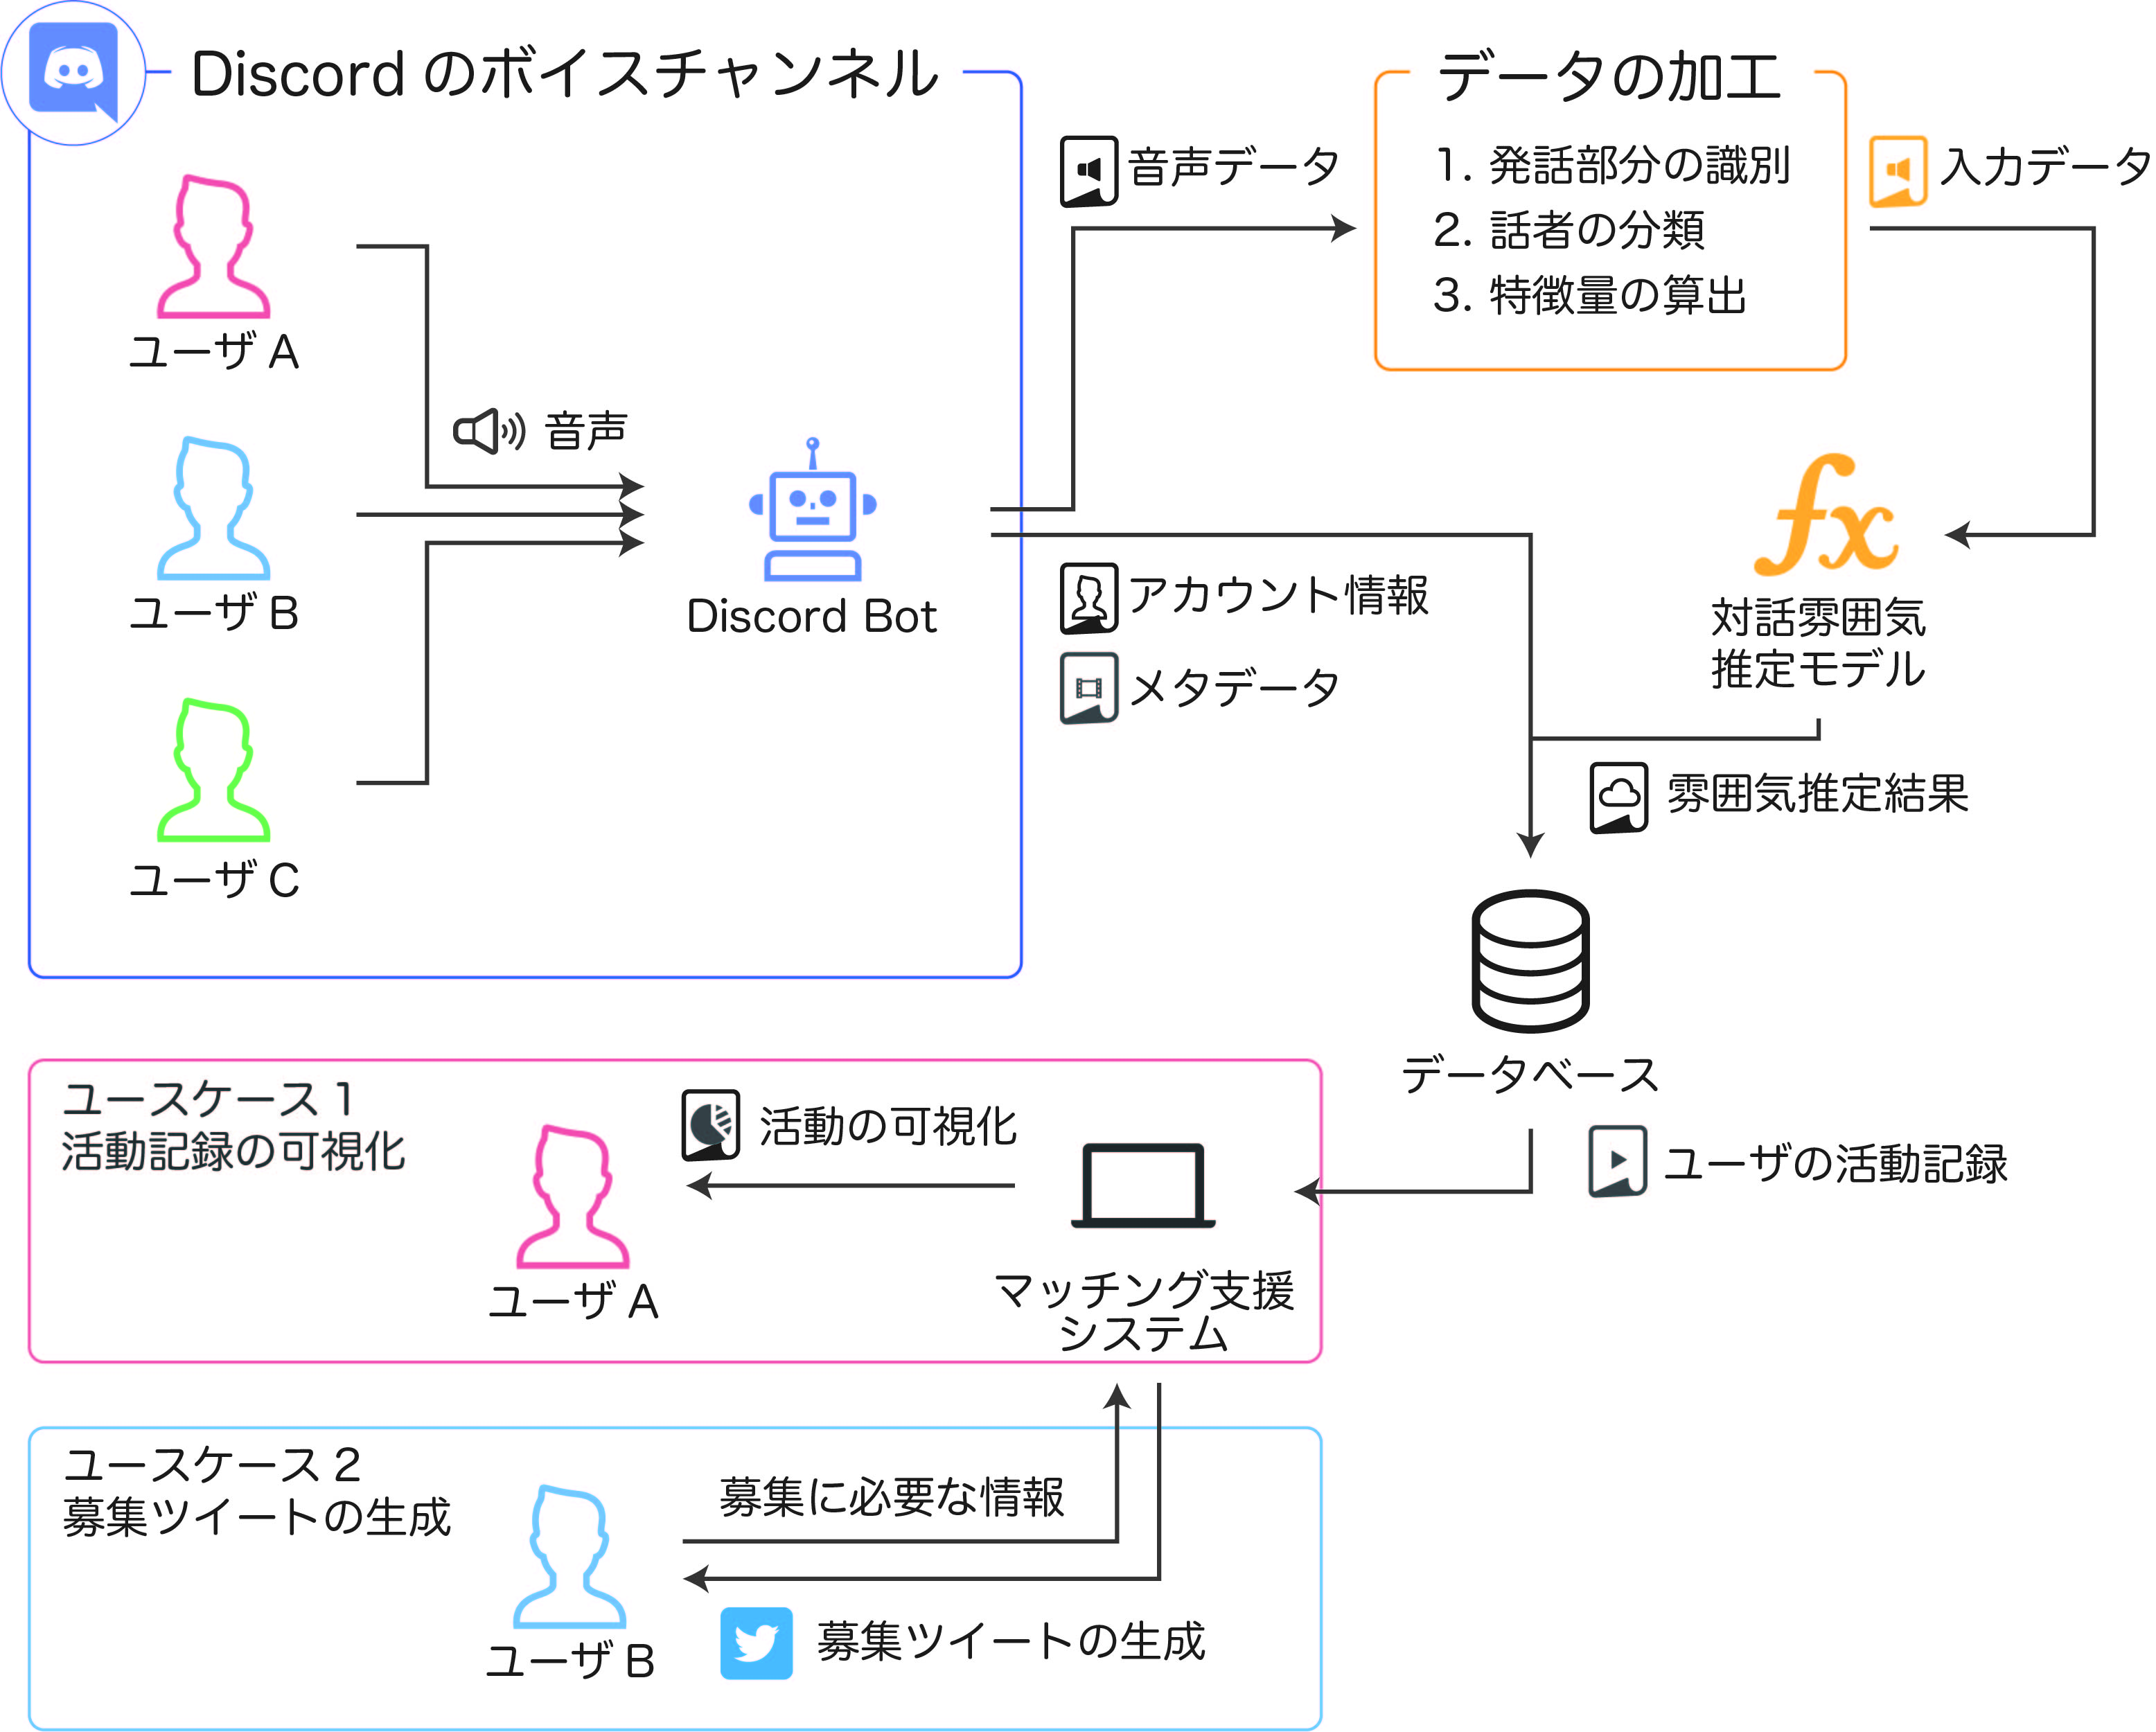 Discord のボイスチャンネル
ユーザ A
ユーザ B
ユーザ C
音声
Discord Bot
音声データ
データの加工
1. 発話部分の識別
2. 話者の分類
3. 特徴量の算出
入力データ
対話雰囲気
推定モデル
アカウント情報
メタデータ
雰囲気推定結果
データベース
ユーザの活動記録
ユースケース 1
活動記録の可視化
ユーザ A
活動の可視化
マッチング支援
システム
ユースケース 2
募集ツイートの生成
ユーザ B
募集に必要な情報
募集ツイートの生成